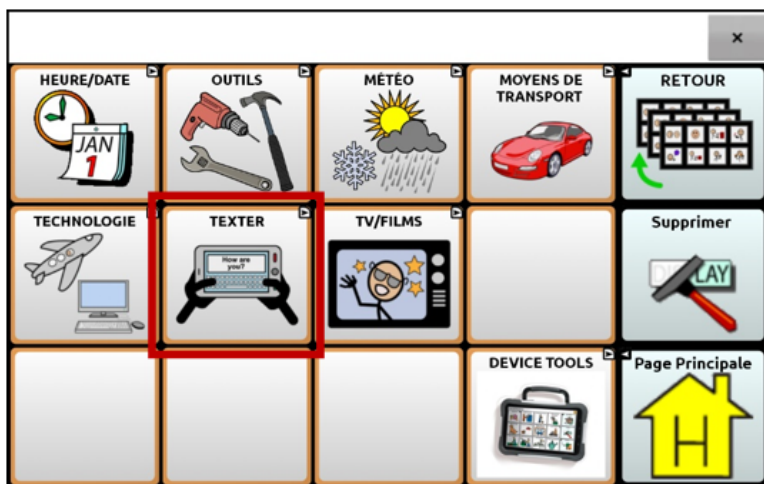 ×
HEURE/DATE
JAN
1
OUTILS
MÉTÉO
MOYENS DE
TRANSPORT
RETOUR
TECHNOLOGIE
TEXTER
How are
you?
TV/FILMS
Supprimer
LAY
DEVICE TOOLS
Page Principale
H